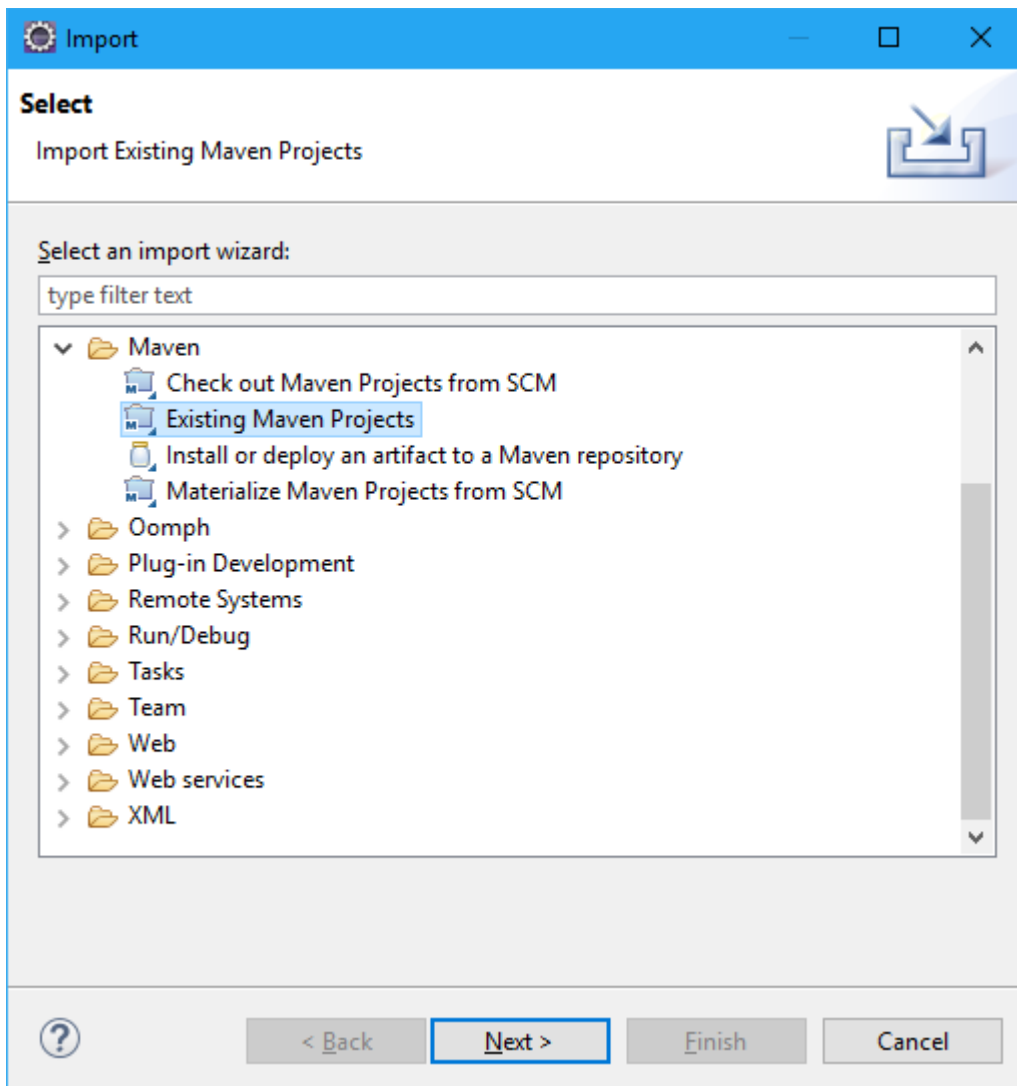 Import
Select
Import Existing Maven Projects
Select an import wizard:
type filter text
Maven
Check out Maven Projects from SCM
Existing Maven Projects
Install or deploy an artifact to a Maven repository
Materialize Maven Projects from SCM
Oomph
Plug-in Development
Remote Systems
Run/Debug
Tasks
Team
Web
Web services
XML
? < Back Next > Finish Cancel